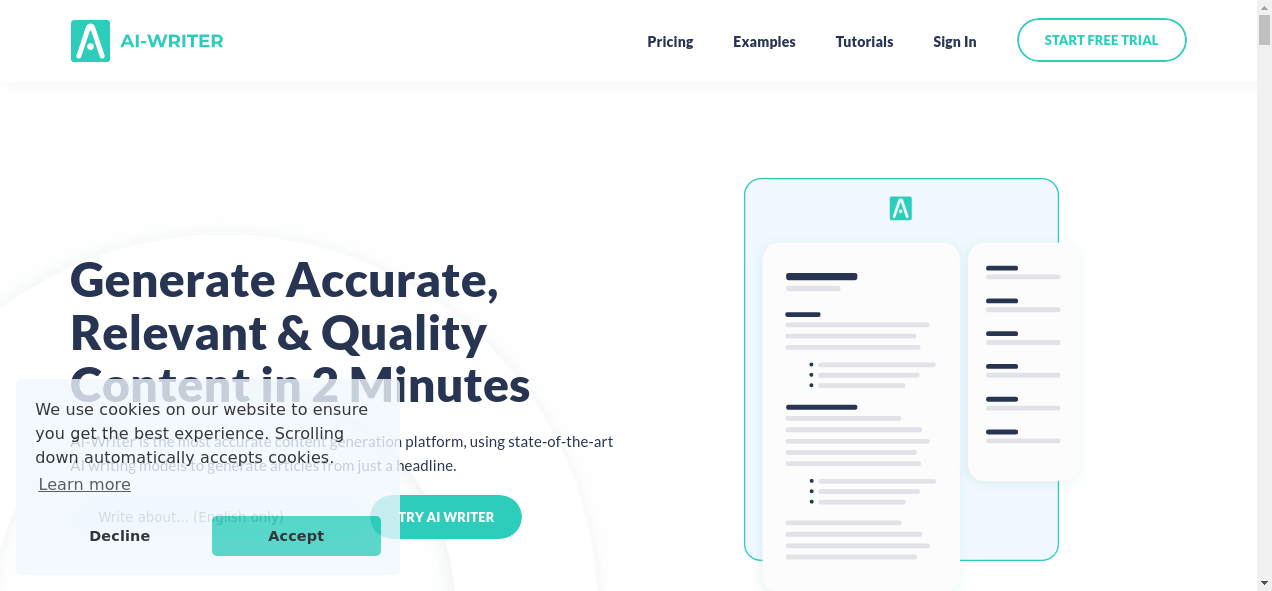 AI-WRITER
Pricing
Examples
Tutorials
Sign In
START FREE TRIAL
Generate Accurate,
Relevant & Quality
Content in 2 Minutes
AI-Writer is the most accurate content generation platform, using state-of-the-art
AI writing models to generate articles from just a headline.
Write about... (English only)
TRY AI WRITER
We use cookies on our website to ensure
you get the best experience. Scrolling
down automatically accepts cookies.
Learn more
Decline
Accept